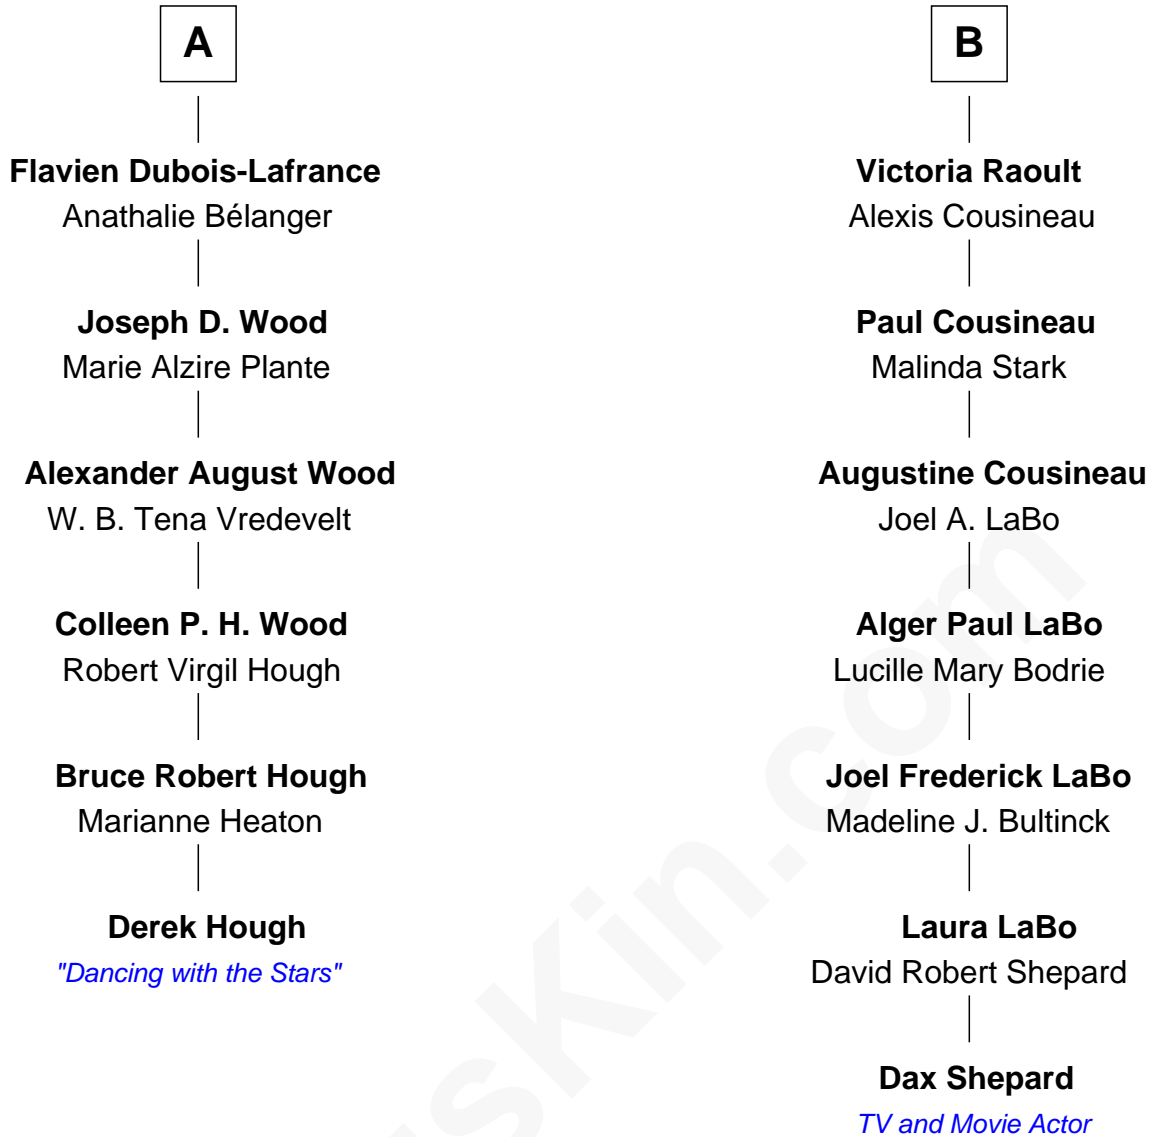 A
Flavien Dubois-Lafrance
Anathalie Bélanger
Joseph D. Wood
Marie Alzire Plante
Alexander August Wood
W. B. Tena Vredevelt
Colleen P. H. Wood
Robert Virgil Hough
Bruce Robert Hough
Marianne Heaton
Derek Hough
"Dancing with the Stars"
B
Victoria Raoult
Alexis Cousineau
Paul Cousineau
Malinda Stark
Augustine Cousineau
Joel A. LaBo
Alger Paul LaBo
Lucille Mary Bodrie
Joel Frederick LaBo
Madeline J. Bultinck
Laura LaBo
David Robert Shepard
Dax Shepard
TV and Movie Actor
sKin.com